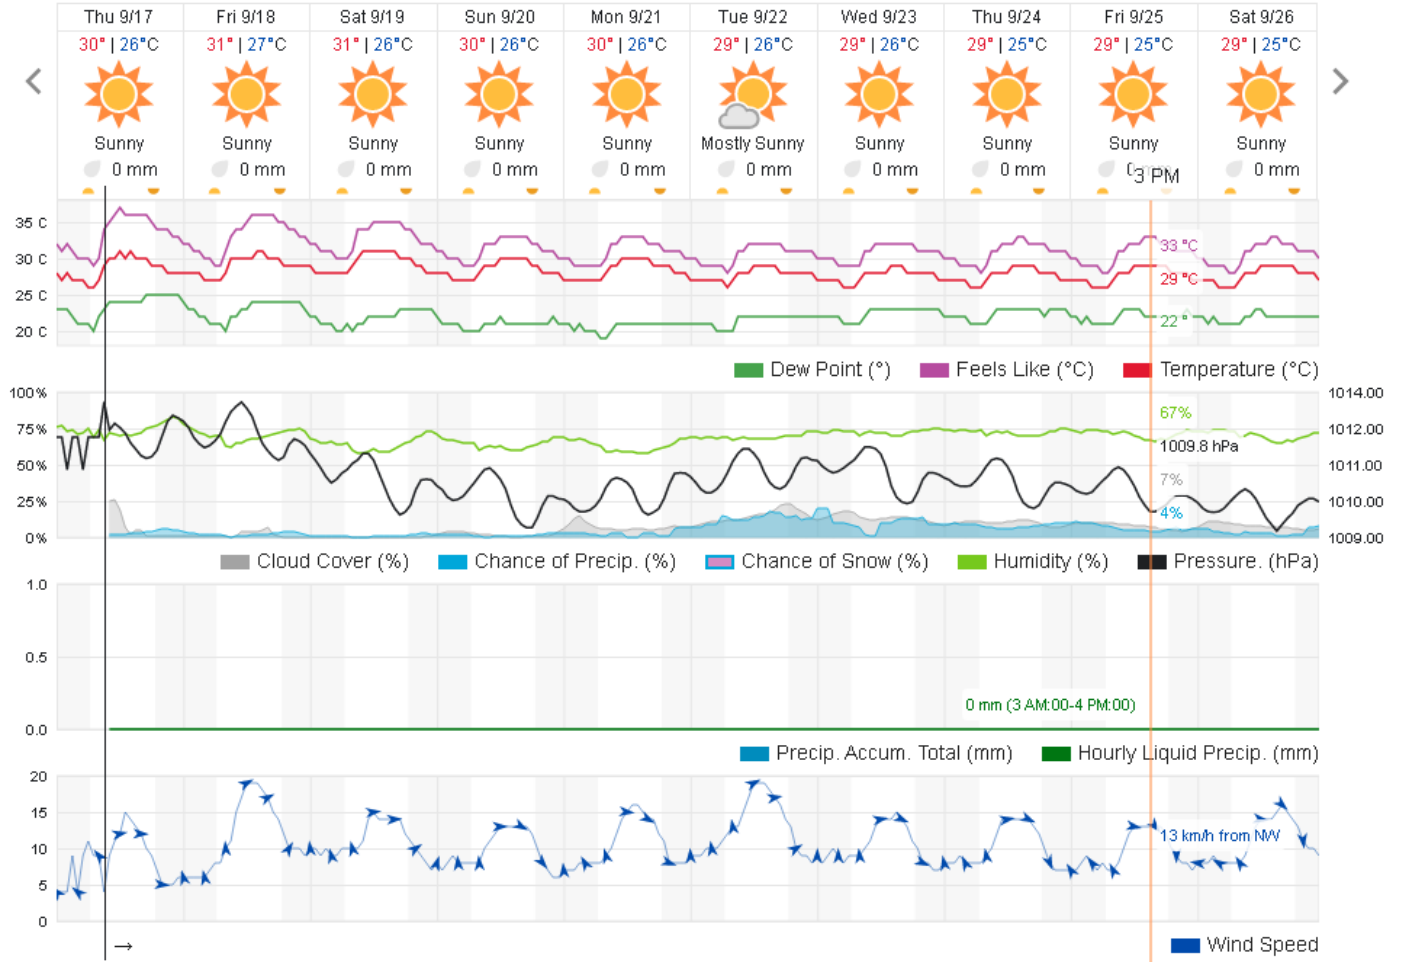 Thu 9/17 Fri 9/18 Sat 9/19 Sun 9/20 Mon 9/21 Tue 9/22 Wed 9/23 Thu 9/24 Fri 9/25 Sat 9/26
30° | 26°C 31° | 27°C 31° | 26°C 30° | 26°C 30° | 26°C 29° | 26°C 29° | 26°C 29° | 25°C 29° | 25°C 29° | 25°C
Sunny Sunny Sunny Sunny Sunny Mostly Sunny Sunny Sunny Sunny Sunny
0 mm 0 mm 0 mm 0 mm 0 mm 0 mm 0 mm 0 mm 0 mm 0 mm
3 PM
35 C
33 °C
30 C
29 °C
25 C
22 °
20 C
Dew Point (°) Feels Like (°C) Temperature (°C)
100% 1014.00
67%
75% 1012.00
1009.8 hPa
50% 1011.00
7%
25% 1010.00
4%
0% 1009.00
Cloud Cover (%) Chance of Precip. (%) Chance of Snow (%) Humidity (%) Pressure. (hPa)
1.0
0.5
0 mm (3 AM:00-4 PM:00)
0.0
Precip. Accum. Total (mm) Hourly Liquid Precip. (mm)
20
15
13 km/h from NW
10
5
0
→
Wind Speed